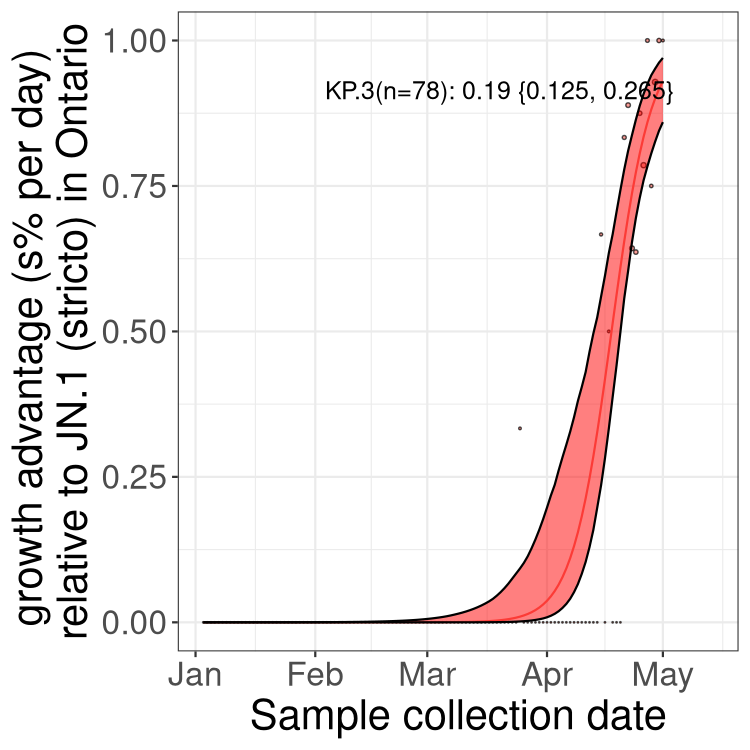 growth advantage (s% per day)
relative to JN.1 (stricto) in Ontario
1.00
0.75
0.50
0.25
0.00
KP.3(n=78): 0.19 {0.125, 0.265}
Jan Feb Mar Apr May
Sample collection date